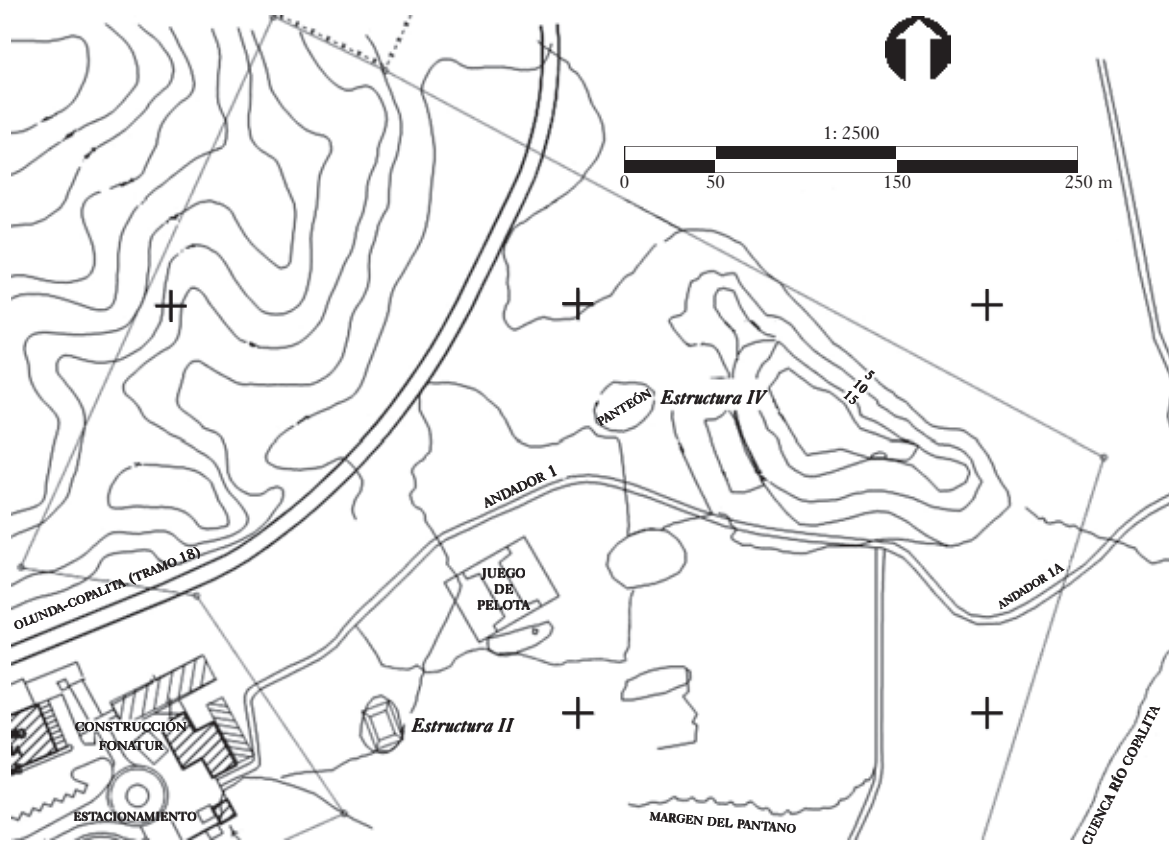 1: 2500
0 50 150 250 m
5
10
15
PANTEÓN
Estructura IV
ANDADOR 1
OLUNDA-COPALITA (TRAMO 18)
JUEGO
DE
PELOTA
ANDADOR 1A
CONSTRUCCIÓN
FONATUR
Estructura II
ESTACIONAMIENTO
MARGEN DEL PANTANO
CUENCA RÍO COPALITA